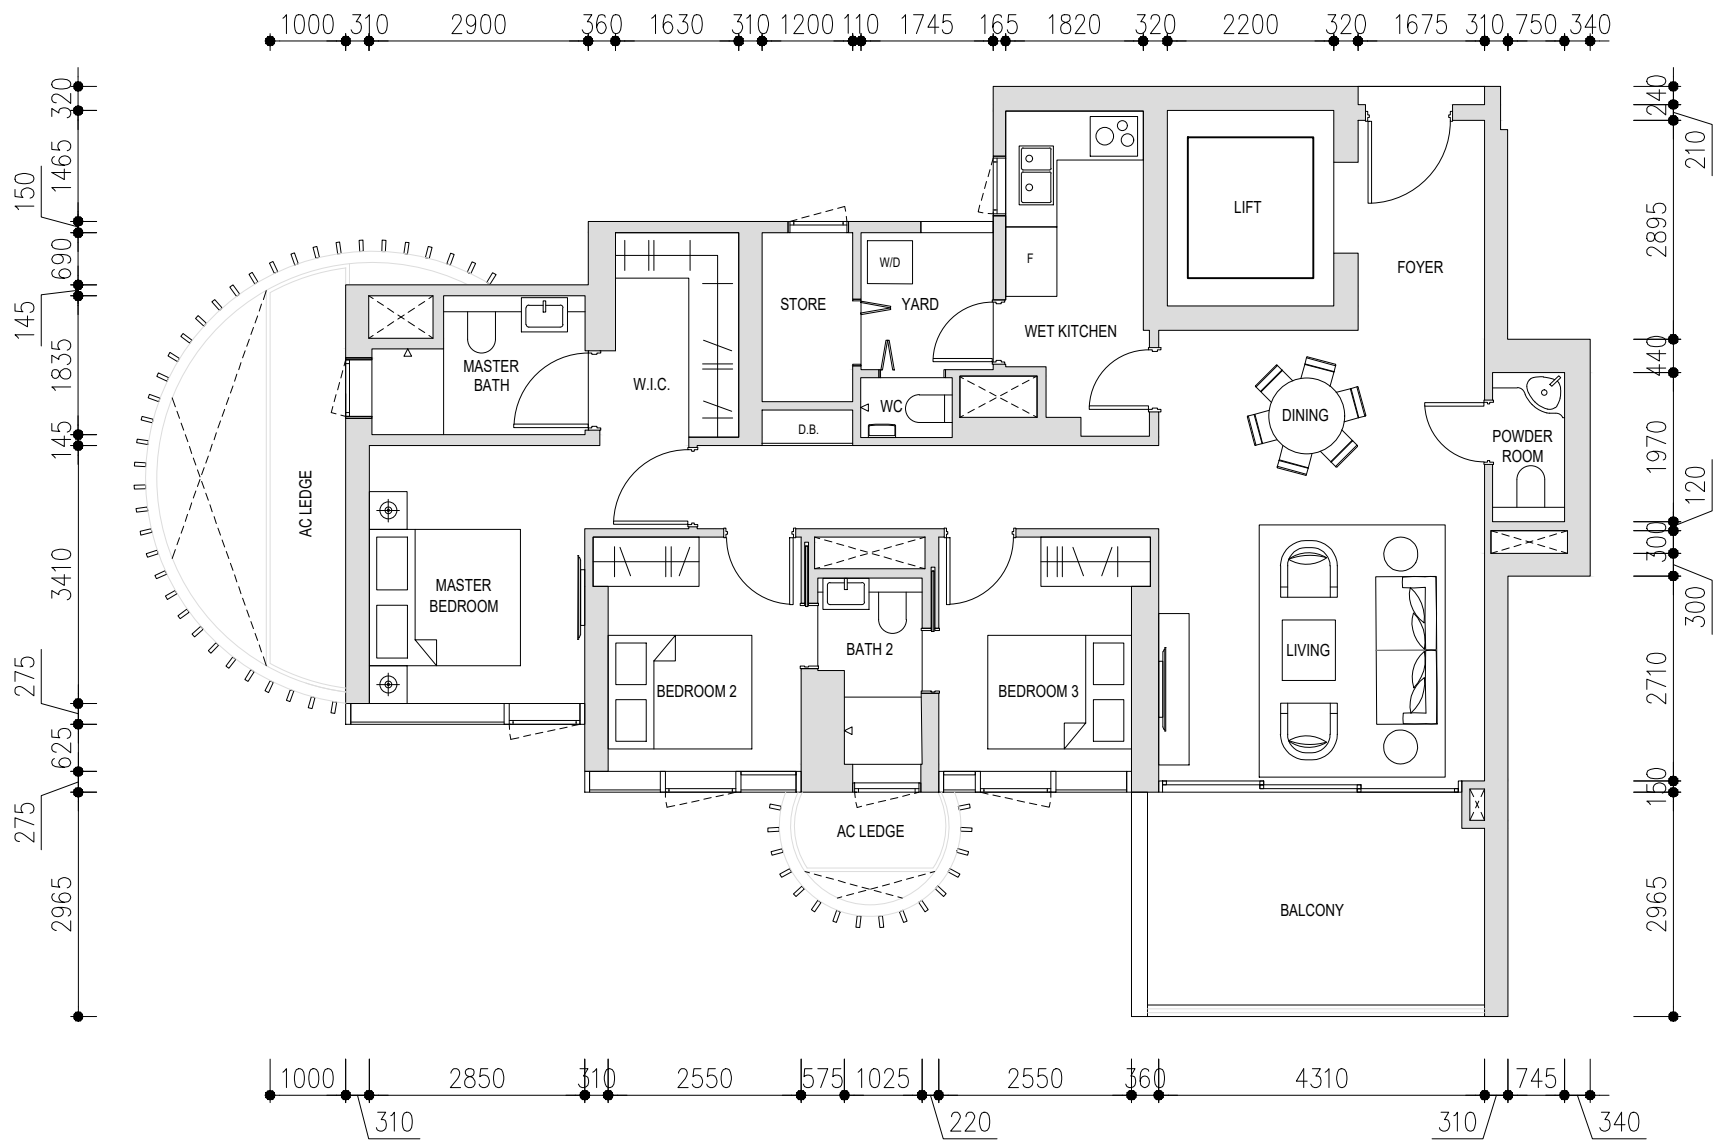 1000 310 2900 360 1630 310 1200 110 1745 165 1820 320 2200 320 1675 310 750 340
320
1465
150
690
145
1835
145
3410
275
625
275
2965
240
210
2895
440
1970
120
300
300
2710
150
2965
LIFT
FOYER
F
W/D
STORE
YARD
WET KITCHEN
MASTER
BATH
W.I.C.
WC
D.B.
DINING
POWDER
ROOM
AC LEDGE
MASTER
BEDROOM
BATH 2
LIVING
BEDROOM 2
BEDROOM 3
AC LEDGE
BALCONY
1000 310 2850 310 2550 575 1025 220 2550 360 4310 310 745 340